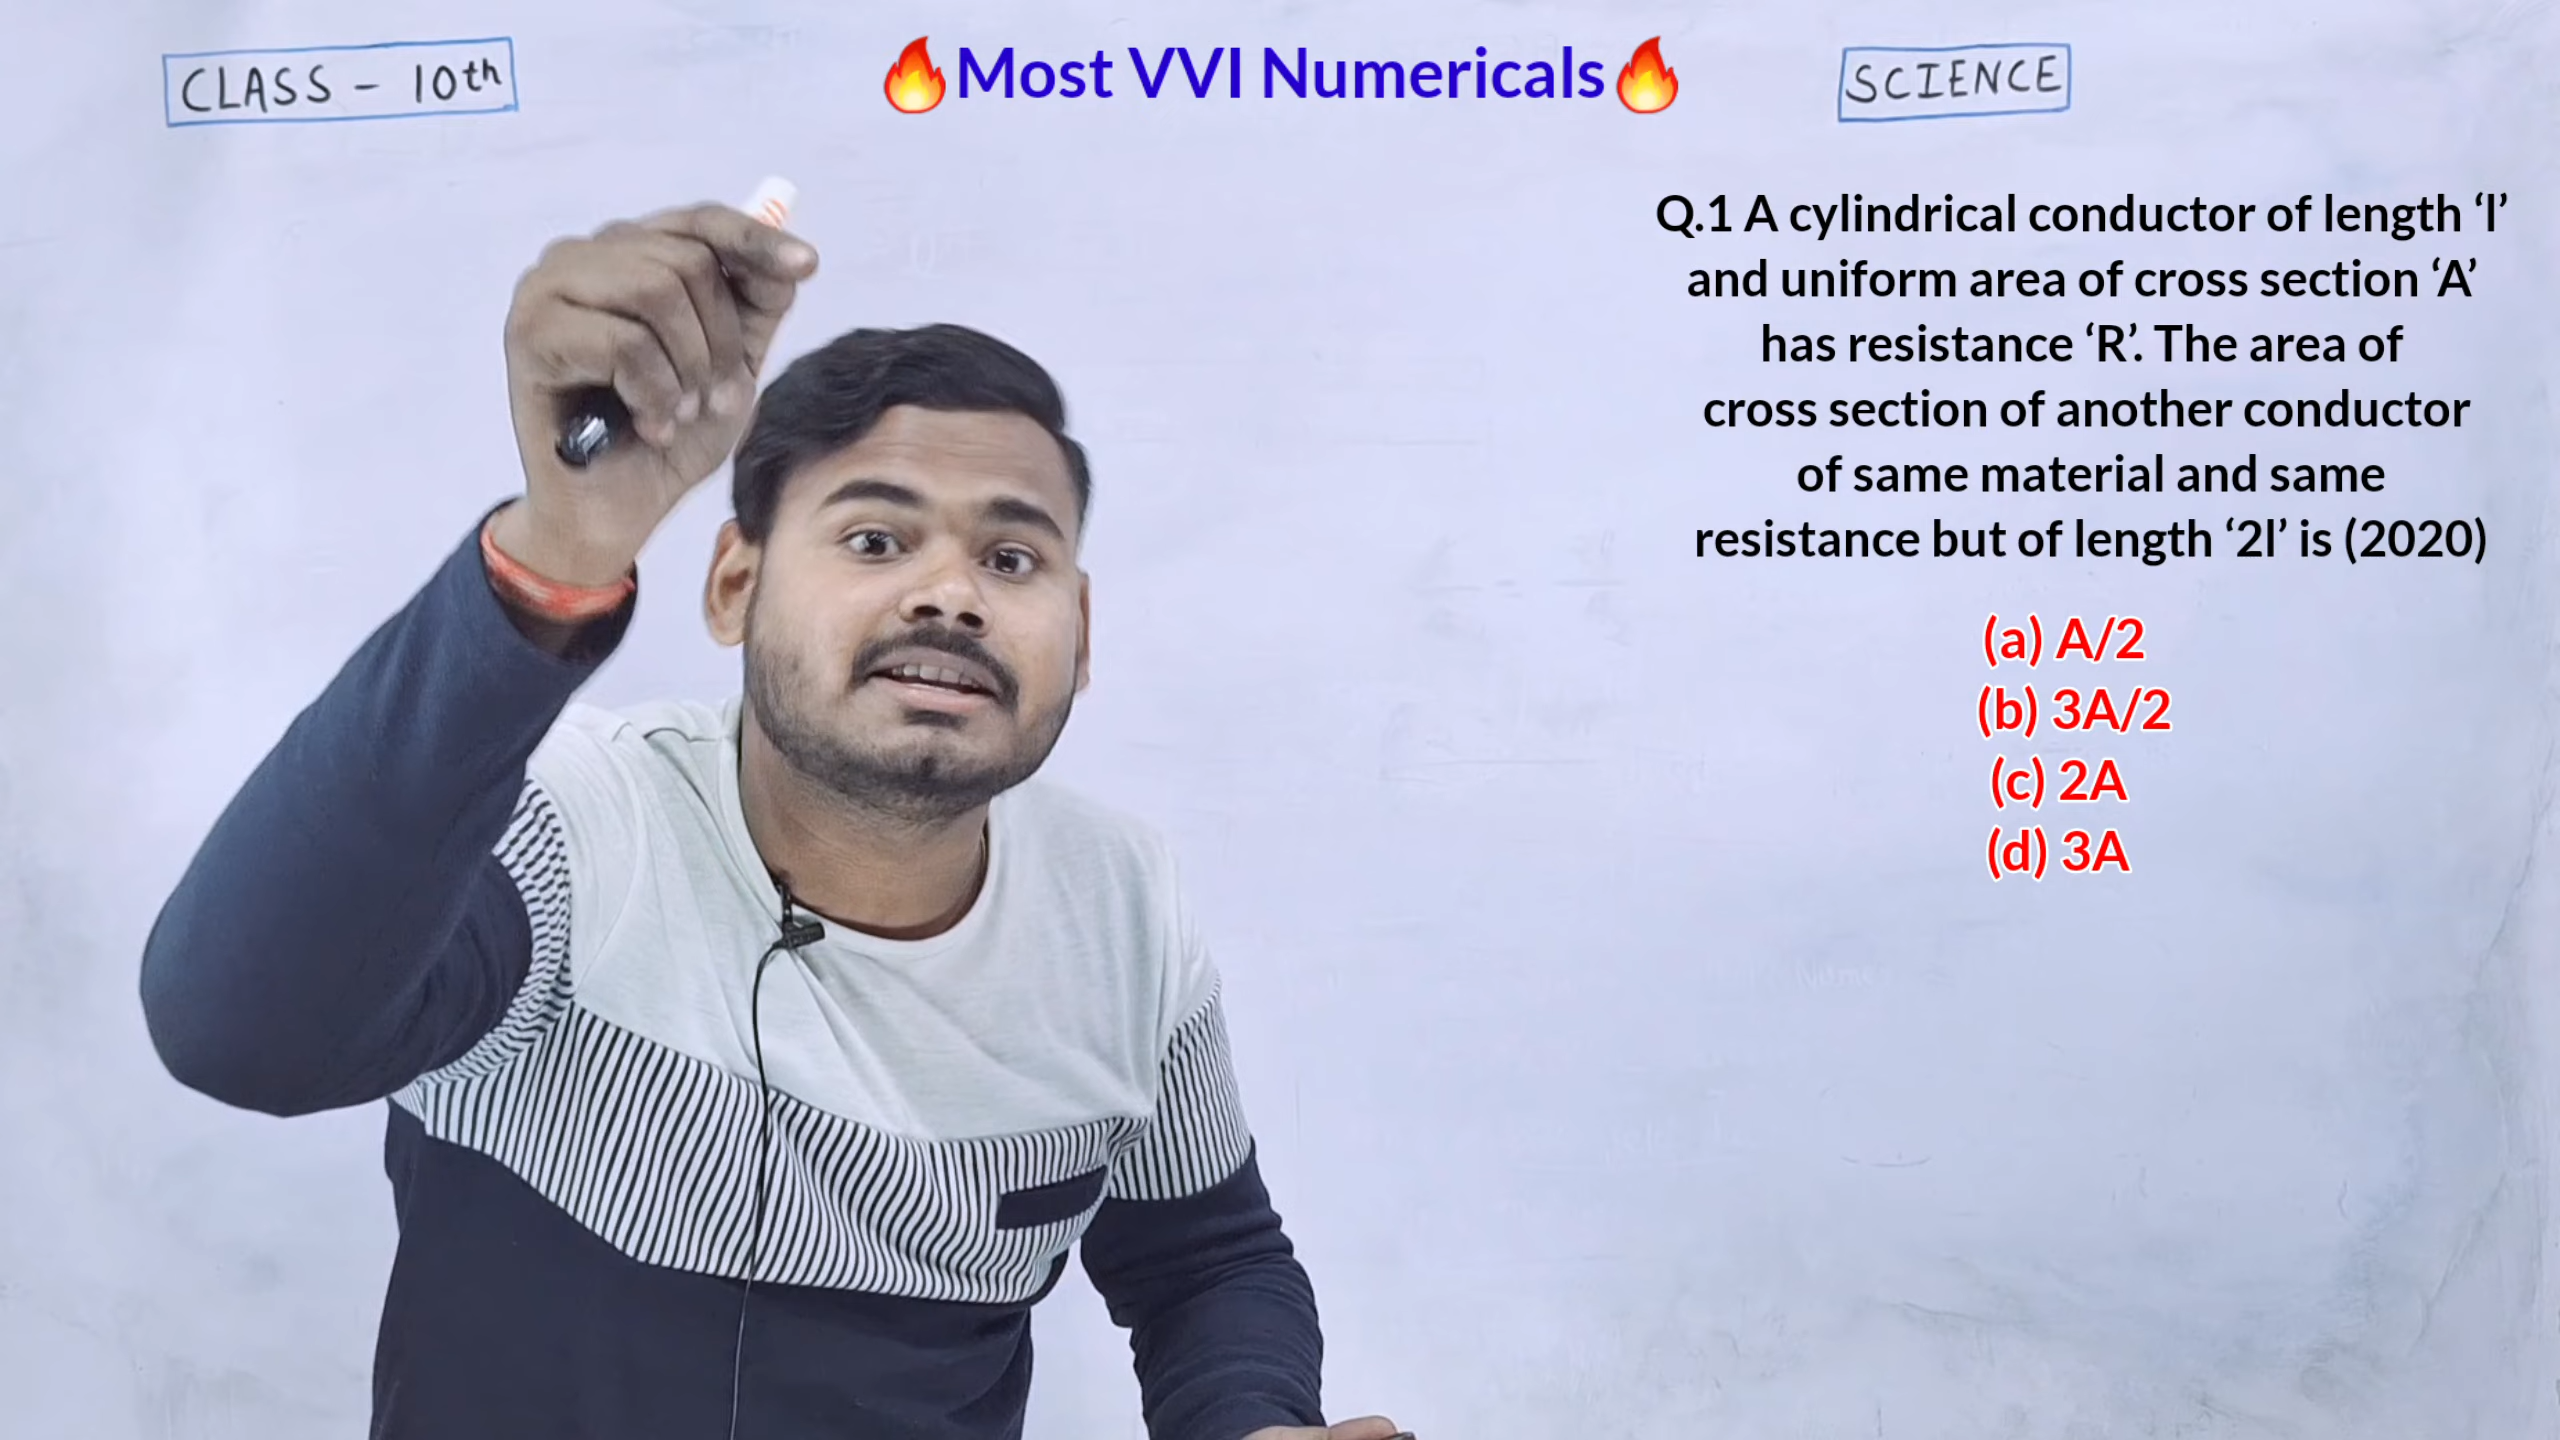 CLASS - 10th
🔥Most VVI Numericals🔥
SCIENCE
Q.1 A cylindrical conductor of length ‘l’
and uniform area of cross section ‘A’
has resistance ‘R’. The area of
cross section of another conductor
of same material and same
resistance but of length ‘2l’ is (2020)
(a) A/2
(b) 3A/2
(c) 2A
(d) 3A